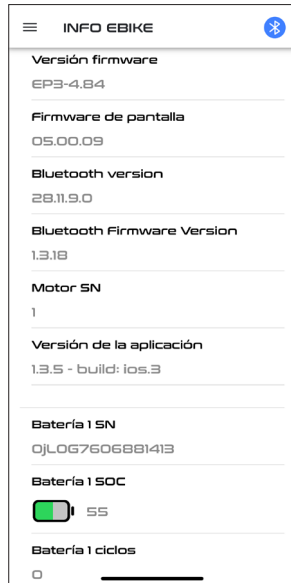 INFO EBIKE
Versión firmware
EP3-4.84
Firmware de pantalla
05.00.09
Bluetooth version
28.11.9.0
Bluetooth Firmware Version
1.3.18
Motor SN
1
Versión de la aplicación
1.3.5 - build: ios.3
Batería 1 SN
0jL0G7606881413
Batería 1 SOC
55
Batería 1 ciclos
0